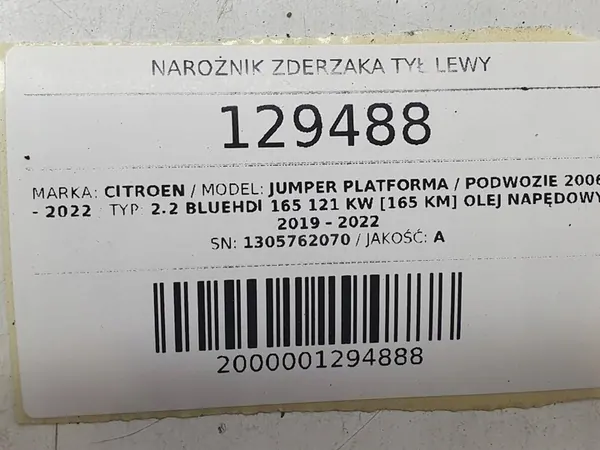 NAROŻNIK ZDERZAKA TYŁ LEWY
129488
MARKA: CITROEN / MODEL: JUMPER PLATFORMA / PODWOZIE 2006
- 2022 / TYP: 2.2 BLUEHDI 165 121 KW [165 KM] OLEJ NAPĘDOWY
2019 - 2022
SN: 1305762070 / JAKOŚĆ: A
2000001294888